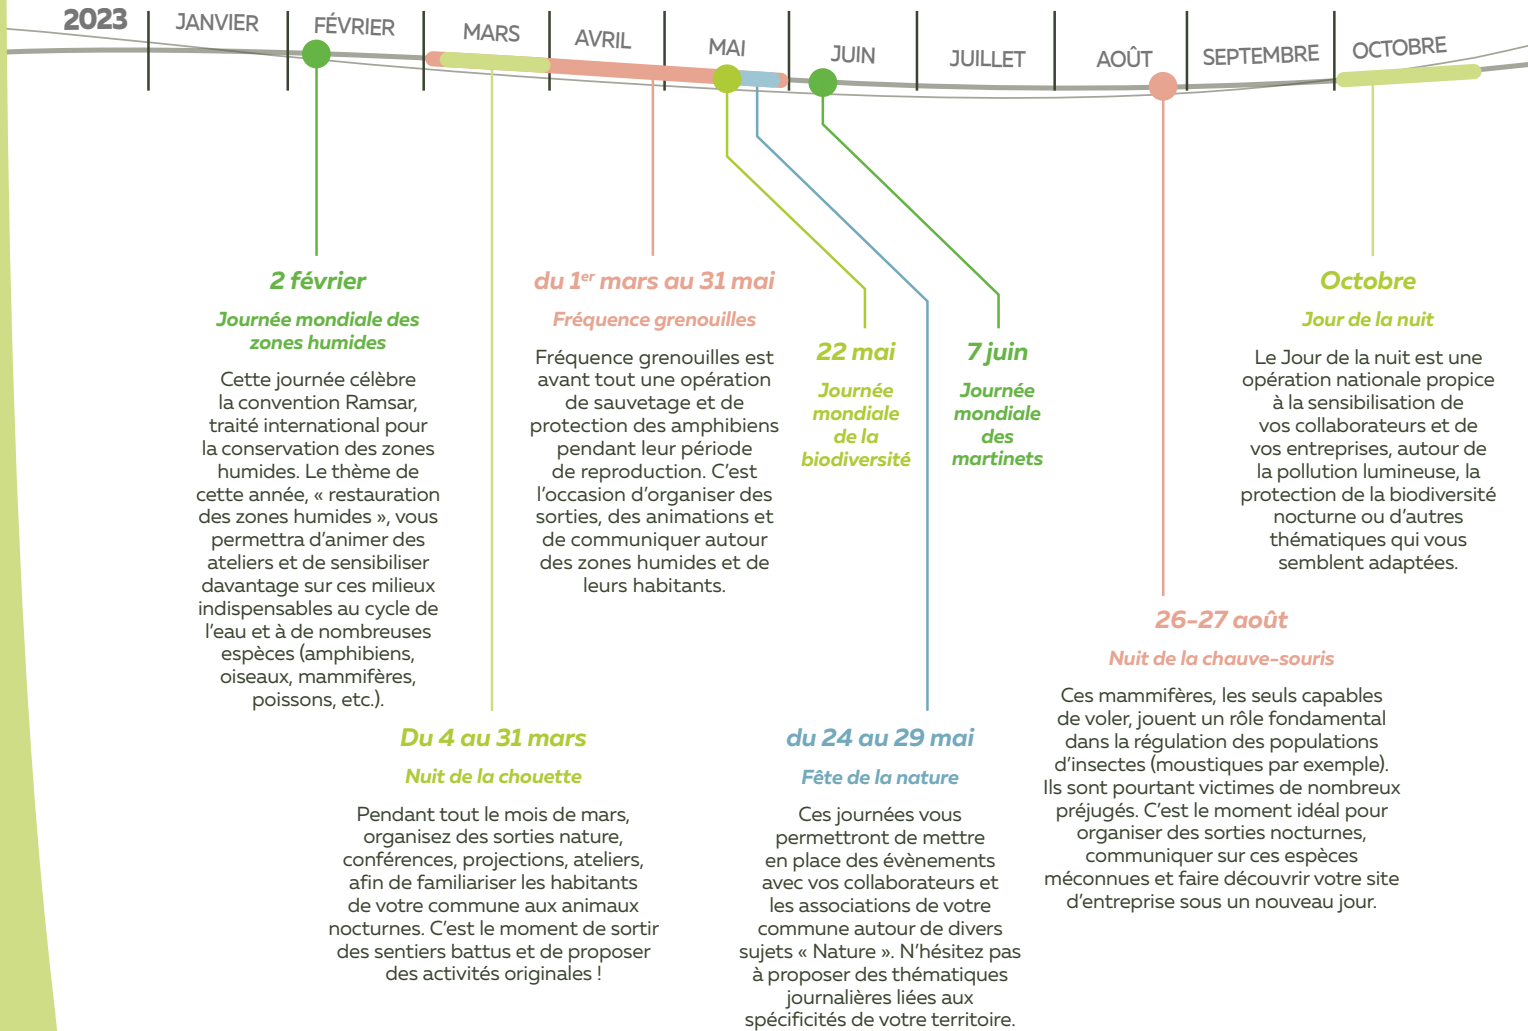 2023
JANVIER
FÉVRIER
MARS
AVRIL
MAI
JUIN
JUILLET
AOÛT
SEPTEMBRE
OCTOBRE
2 février
Journée mondiale des
zones humides
Cette journée célèbre
la convention Ramsar,
traité international pour
la conservation des zones
humides. Le thème de
cette année, « restauration
des zones humides », vous
permettra d’animer des
ateliers et de sensibiliser
davantage sur ces milieux
indispensables au cycle de
l’eau et à de nombreuses
espèces (amphibiens,
oiseaux, mammifères,
poissons, etc.).
Du 4 au 31 mars
Nuit de la chouette
Pendant tout le mois de mars,
organisez des sorties nature,
conférences, projections, ateliers,
afin de familiariser les habitants
de votre commune aux animaux
nocturnes. C’est le moment de sortir
des sentiers battus et de proposer
des activités originales !
du 1er mars au 31 mai
Fréquence grenouilles
Fréquence grenouilles est
avant tout une opération
de sauvetage et de
protection des amphibiens
pendant leur période
de reproduction. C’est
l’occasion d’organiser des
sorties, des animations et
de communiquer autour
des zones humides et de
leurs habitants.
22 mai
Journée
mondiale
de la
biodiversité
du 24 au 29 mai
Fête de la nature
Ces journées vous
permettront de mettre
en place des évènements
avec vos collaborateurs et
les associations de votre
commune autour de divers
sujets « Nature ». N’hésitez pas
à proposer des thématiques
journalières liées aux
spécificités de votre territoire.
7 juin
Journée
mondiale
des
martinets
26-27 août
Nuit de la chauve-souris
Ces mammifères, les seuls capables
de voler, jouent un rôle fondamental
dans la régulation des populations
d’insectes (moustiques par exemple).
Ils sont pourtant victimes de nombreux
préjugés. C’est le moment idéal pour
organiser des sorties nocturnes,
communiquer sur ces espèces
méconnues et faire découvrir votre site
d’entreprise sous un nouveau jour.
Octobre
Jour de la nuit
Le Jour de la nuit est une
opération nationale propice
à la sensibilisation de
vos collaborateurs et de
vos entreprises, autour de
la pollution lumineuse, la
protection de la biodiversité
nocturne ou d’autres
thématiques qui vous
semblent adaptées.